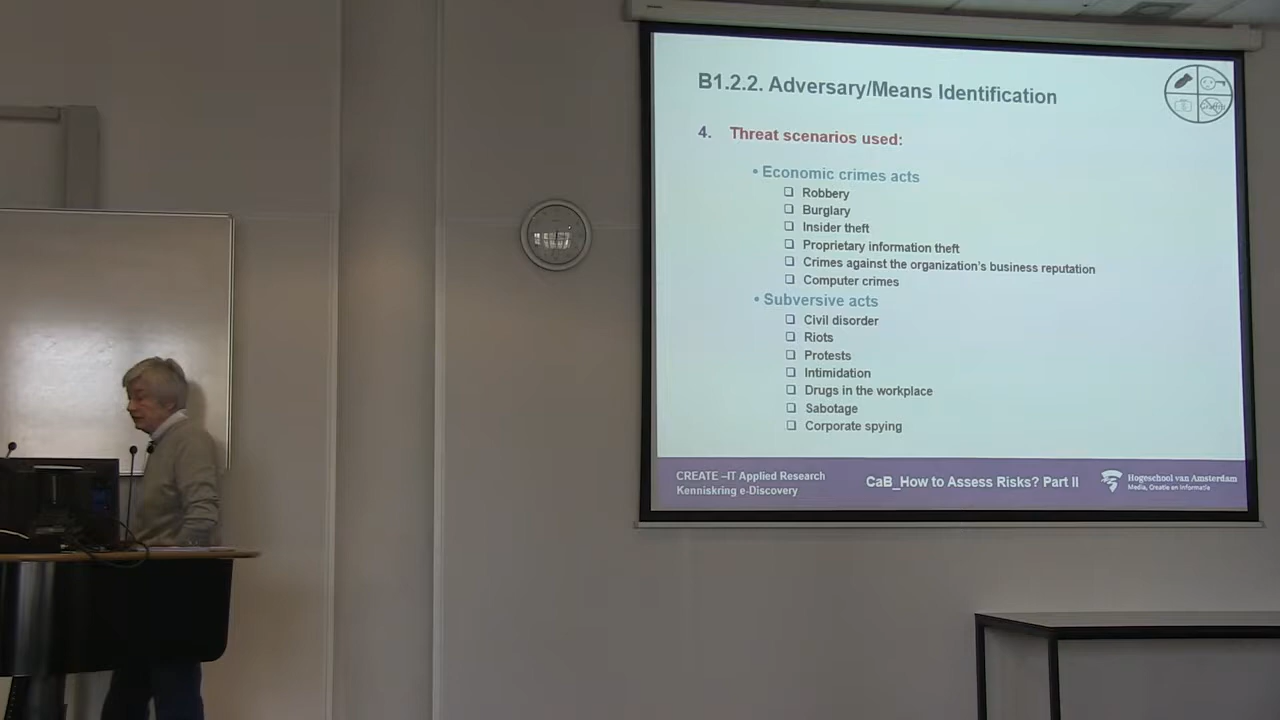 B1.2.2. Adversary/Means Identification
4. Threat scenarios used:
• Economic crimes acts
❑ Robbery
❑ Burglary
❑ Insider theft
❑ Proprietary information theft
❑ Crimes against the organization's business reputation
❑ Computer crimes
• Subversive acts
❑ Civil disorder
❑ Riots
❑ Protests
❑ Intimidation
❑ Drugs in the workplace
❑ Sabotage
❑ Corporate spying
CREATE –IT Applied Research
Kenniskring e-Discovery
CaB_How to Assess Risks? Part II
Hogeschool van Amsterdam
Media, Creatie en Informatie